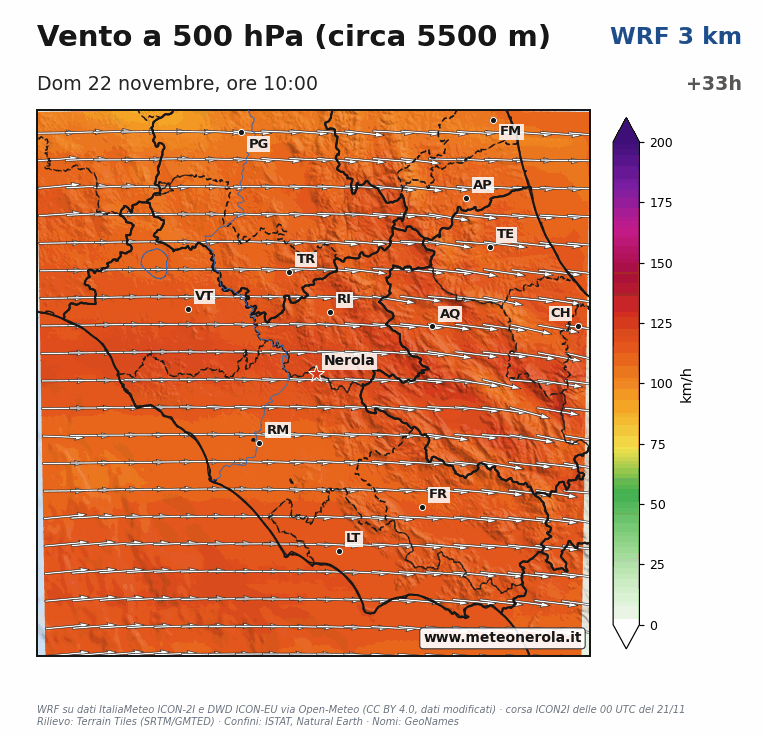 Vento a 500 hPa (circa 5500 m)
WRF 3 km
Dom 22 novembre, ore 10:00
+33h
FM
PG
AP
TE
TR
VT
RI
AQ
CH
Nerola
RM
FR
LT
www.meteonerola.it
200
175
150
125
100
75
50
25
0
km/h
WRF su dati ItaliaMeteo ICON-2I e DWD ICON-EU via Open-Meteo (CC BY 4.0, dati modificati) · corsa ICON2I delle 00 UTC del 21/11
Rilievo: Terrain Tiles (SRTM/GMTED) · Confini: ISTAT, Natural Earth · Nomi: GeoNames